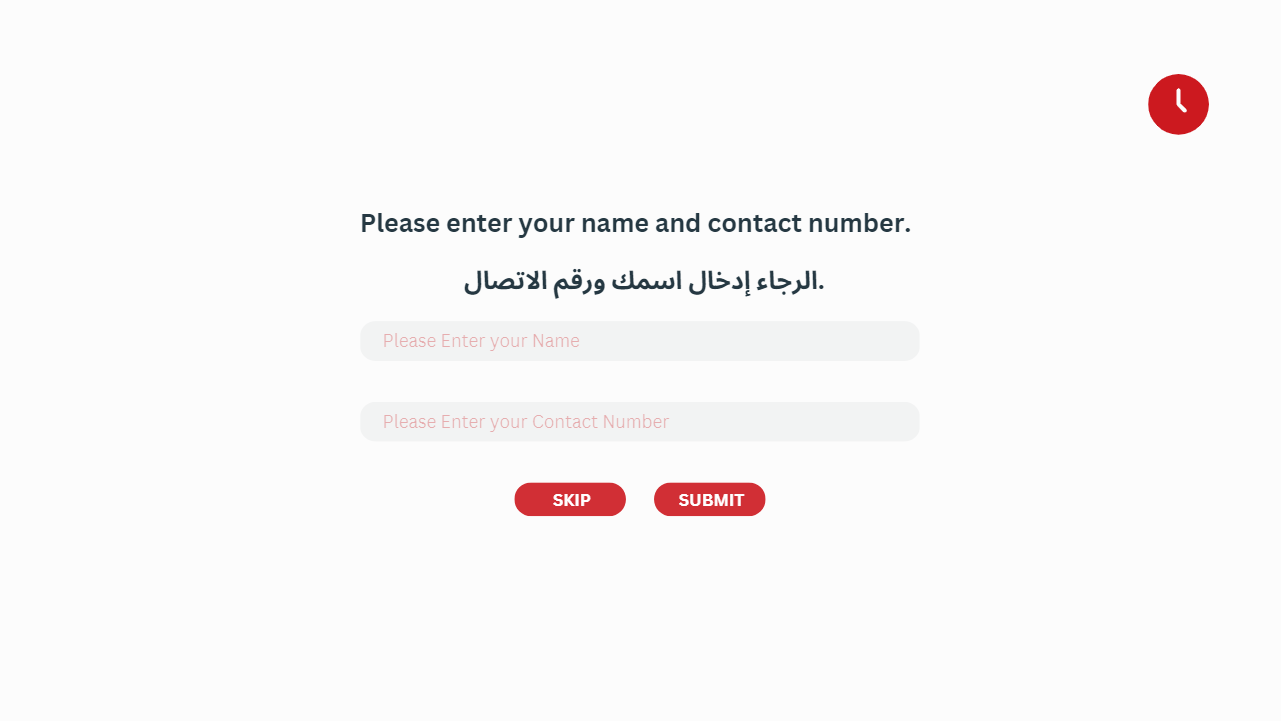 Please enter your name and contact number.
الرجاء إدخال اسمك ورقم الاتصال.
Please Enter your Name
Please Enter your Contact Number
SKIP
SUBMIT